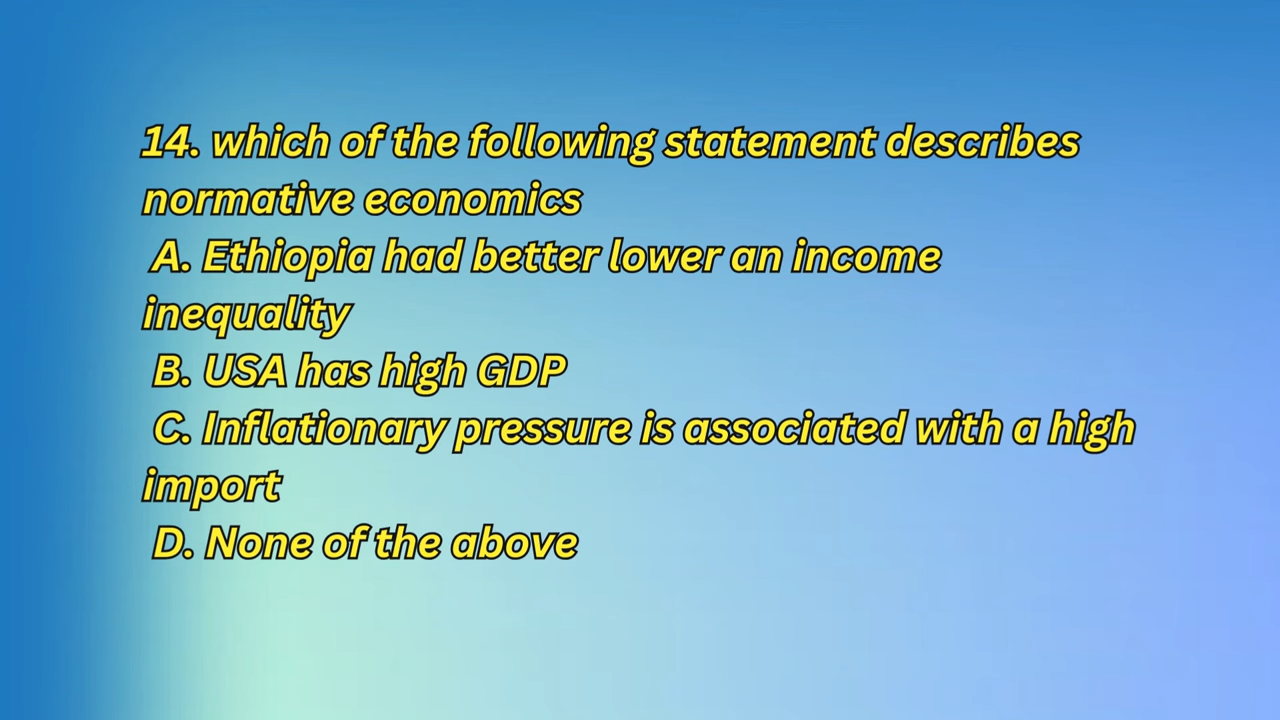 14. which of the following statement describes
normative economics
A. Ethiopia had better lower an income
inequality
B. USA has high GDP
C. Inflationary pressure is associated with a high
import
D. None of the above